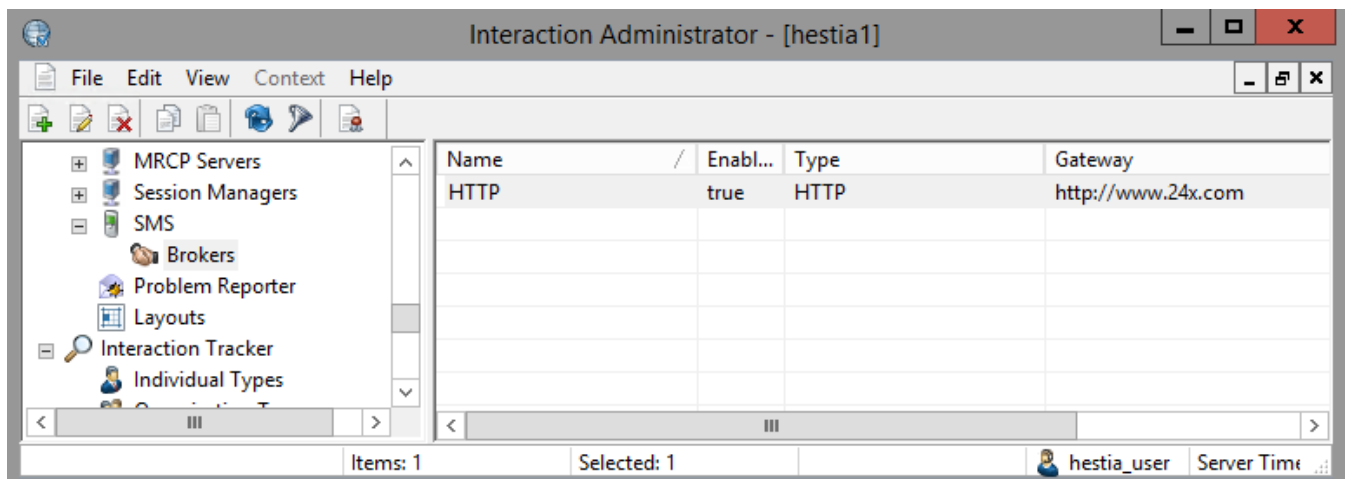 Interaction Administrator - [hestia1]
File Edit View Context Help
MRCP Servers
Session Managers
SMS
Brokers
Problem Reporter
Layouts
Interaction Tracker
Individual Types
Name Enabl... Type Gateway
HTTP true HTTP http://www.24x.com
Items: 1 Selected: 1 hestia_user Server Time